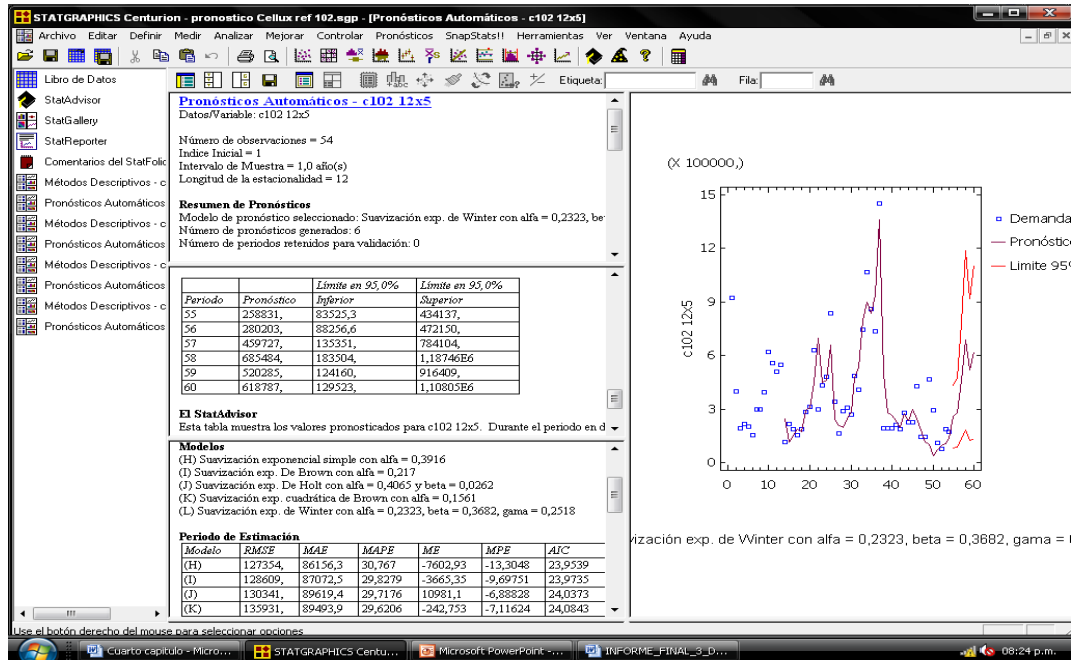 STATGRAPHICS Centurion - pronostico Cellux ref 102.sgp - [Pronósticos Automáticos - c102 12x5]
Archivo Editar Definir Medir Analizar Mejorar Controlar Pronósticos SnapStats!! Herramientas Ver Ventana Ayuda
Etiqueta: Fila:
Libro de Datos
StatAdvisor
StatGallery
StatReporter
Comentarios del StatFolio
Métodos Descriptivos - c
Pronósticos Automáticos
Métodos Descriptivos - c
Pronósticos Automáticos
Métodos Descriptivos - c
Pronósticos Automáticos
Métodos Descriptivos - c
Pronósticos Automáticos
Pronósticos Automáticos - c102 12x5
Datos/Variable: c102 12x5
Número de observaciones = 54
Indice Inicial = 1
Intervalo de Muestra = 1,0 año(s)
Longitud de la estacionalidad = 12
Resumen de Pronósticos
Modelo de pronóstico seleccionado: Suavización exp. de Winter con alfa = 0,2323, be
Número de pronósticos generados: 6
Número de periodos retenidos para validación: 0
Límite en 95,0% Límite en 95,0%
Periodo Pronóstico Inferior Superior
55 258831, 83525,3 434137,
56 280203, 88256,6 472150,
57 459727, 135351, 784104,
58 685484, 183504, 1,18746E6
59 520285, 124160, 916409,
60 618787, 129523, 1,10805E6
El StatAdvisor
Esta tabla muestra los valores pronosticados para c102 12x5. Durante el periodo en d
Modelos
(H) Suavización exponencial simple con alfa = 0,3916
(I) Suavización exp. De Brown con alfa = 0,217
(J) Suavización exp. De Holt con alfa = 0,4065 y beta = 0,0262
(K) Suavización exp. cuadrática de Brown con alfa = 0,1561
(L) Suavización exp. de Winter con alfa = 0,2323, beta = 0,3682, gama = 0,2518
Periodo de Estimación
Modelo RMSE MAE MAPE ME MPE AIC
(H) 127354, 86156,3 30,767 -7602,93 -13,3048 23,9539
(I) 128609, 87072,5 29,8279 -3665,35 -9,69751 23,9735
(J) 130341, 89619,4 29,7176 10981,1 -6,88828 24,0373
(K) 135931, 89493,9 29,6206 -242,753 -7,11624 24,0843
(X 100000,)
15
12
9
6
3
0
c102 12x5
0 10 20 30 40 50 60
Demanda
Pronóstico
Limite 95%
ización exp. de Winter con alfa = 0,2323, beta = 0,3682, gama =
Use el botón derecho del mouse para seleccionar opciones
Cuarto capitulo - Micro... STATGRAPHICS Centu... Microsoft PowerPoint -... INFORME_FINAL_3_D... 08:24 p.m.